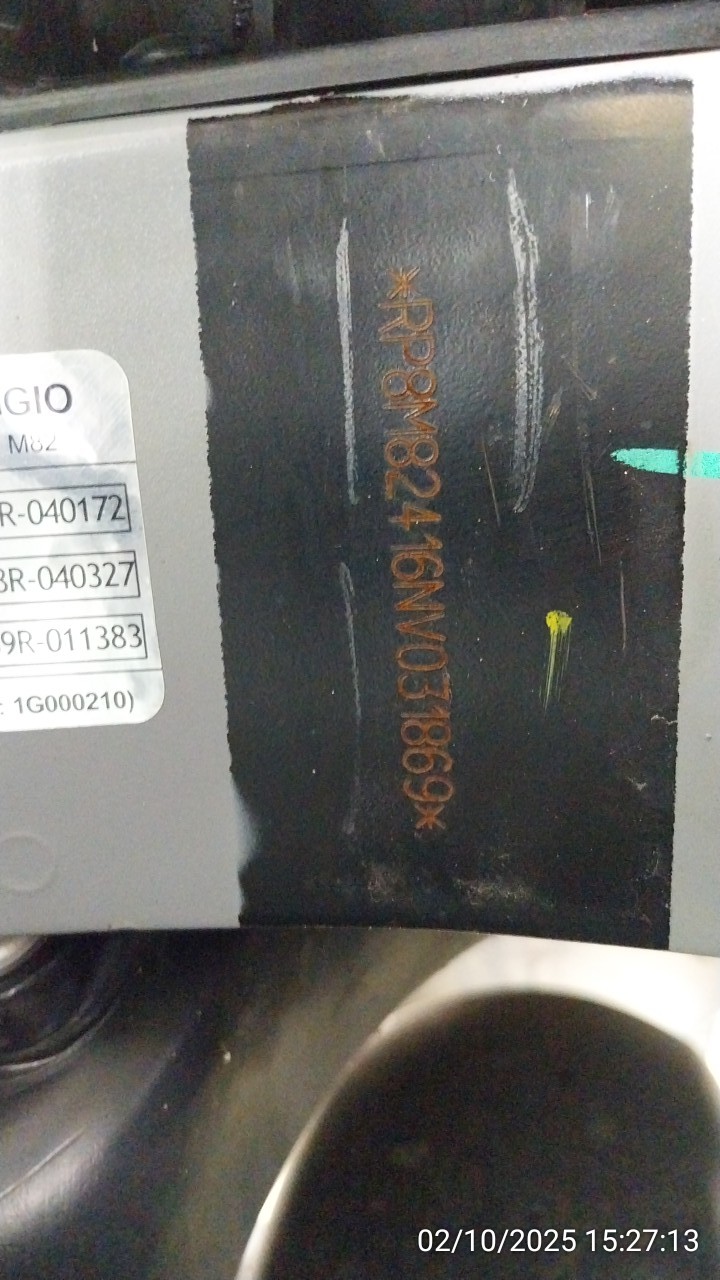 GIO
M82
R-040172
3R-040327
9R-011383
: 1G000210)
*RP8M82416NV031869*
02/10/2025 15:27:13